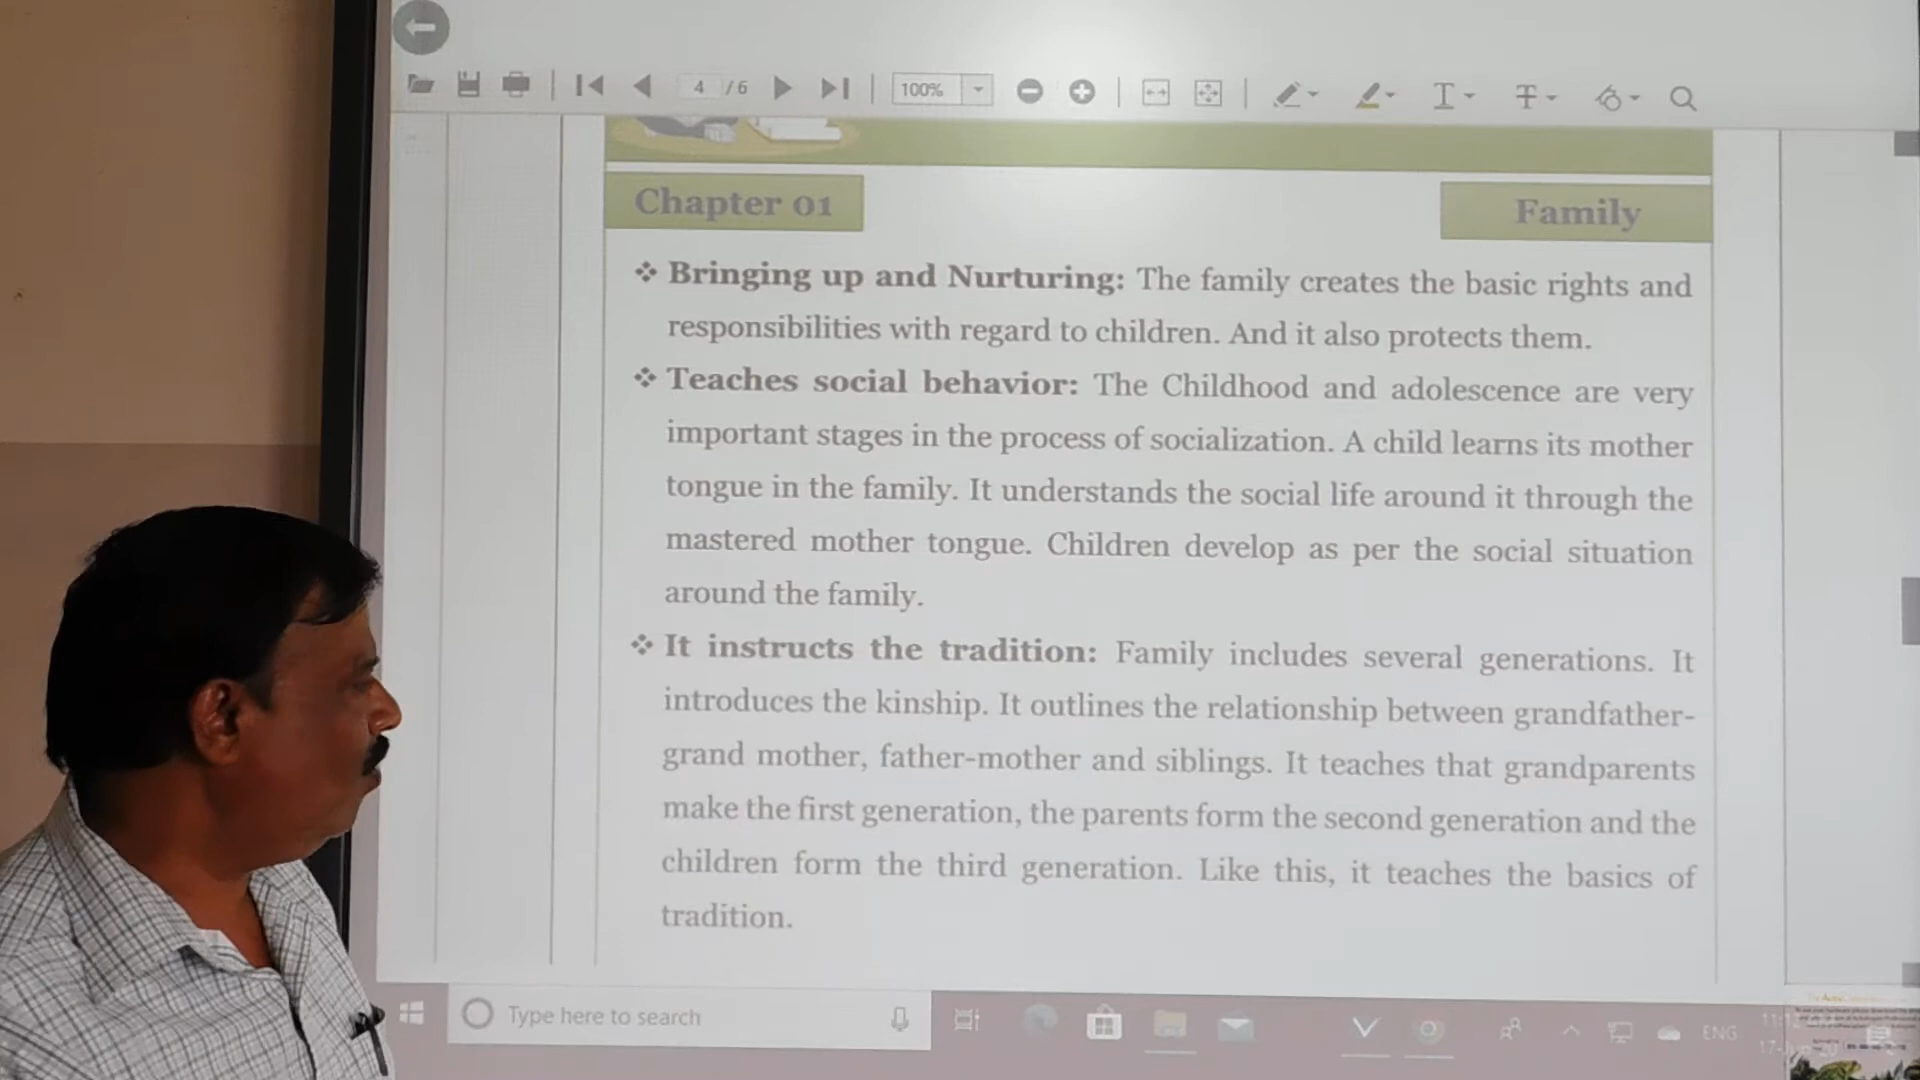 4 / 6
100%
Chapter 01
Family
❖ Bringing up and Nurturing: The family creates the basic rights and
responsibilities with regard to children. And it also protects them.
❖ Teaches social behavior: The Childhood and adolescence are very
important stages in the process of socialization. A child learns its mother
tongue in the family. It understands the social life around it through the
mastered mother tongue. Children develop as per the social situation
around the family.
❖ It instructs the tradition: Family includes several generations. It
introduces the kinship. It outlines the relationship between grandfather-
grand mother, father-mother and siblings. It teaches that grandparents
make the first generation, the parents form the second generation and the
children form the third generation. Like this, it teaches the basics of
tradition.
Type here to search
ENG